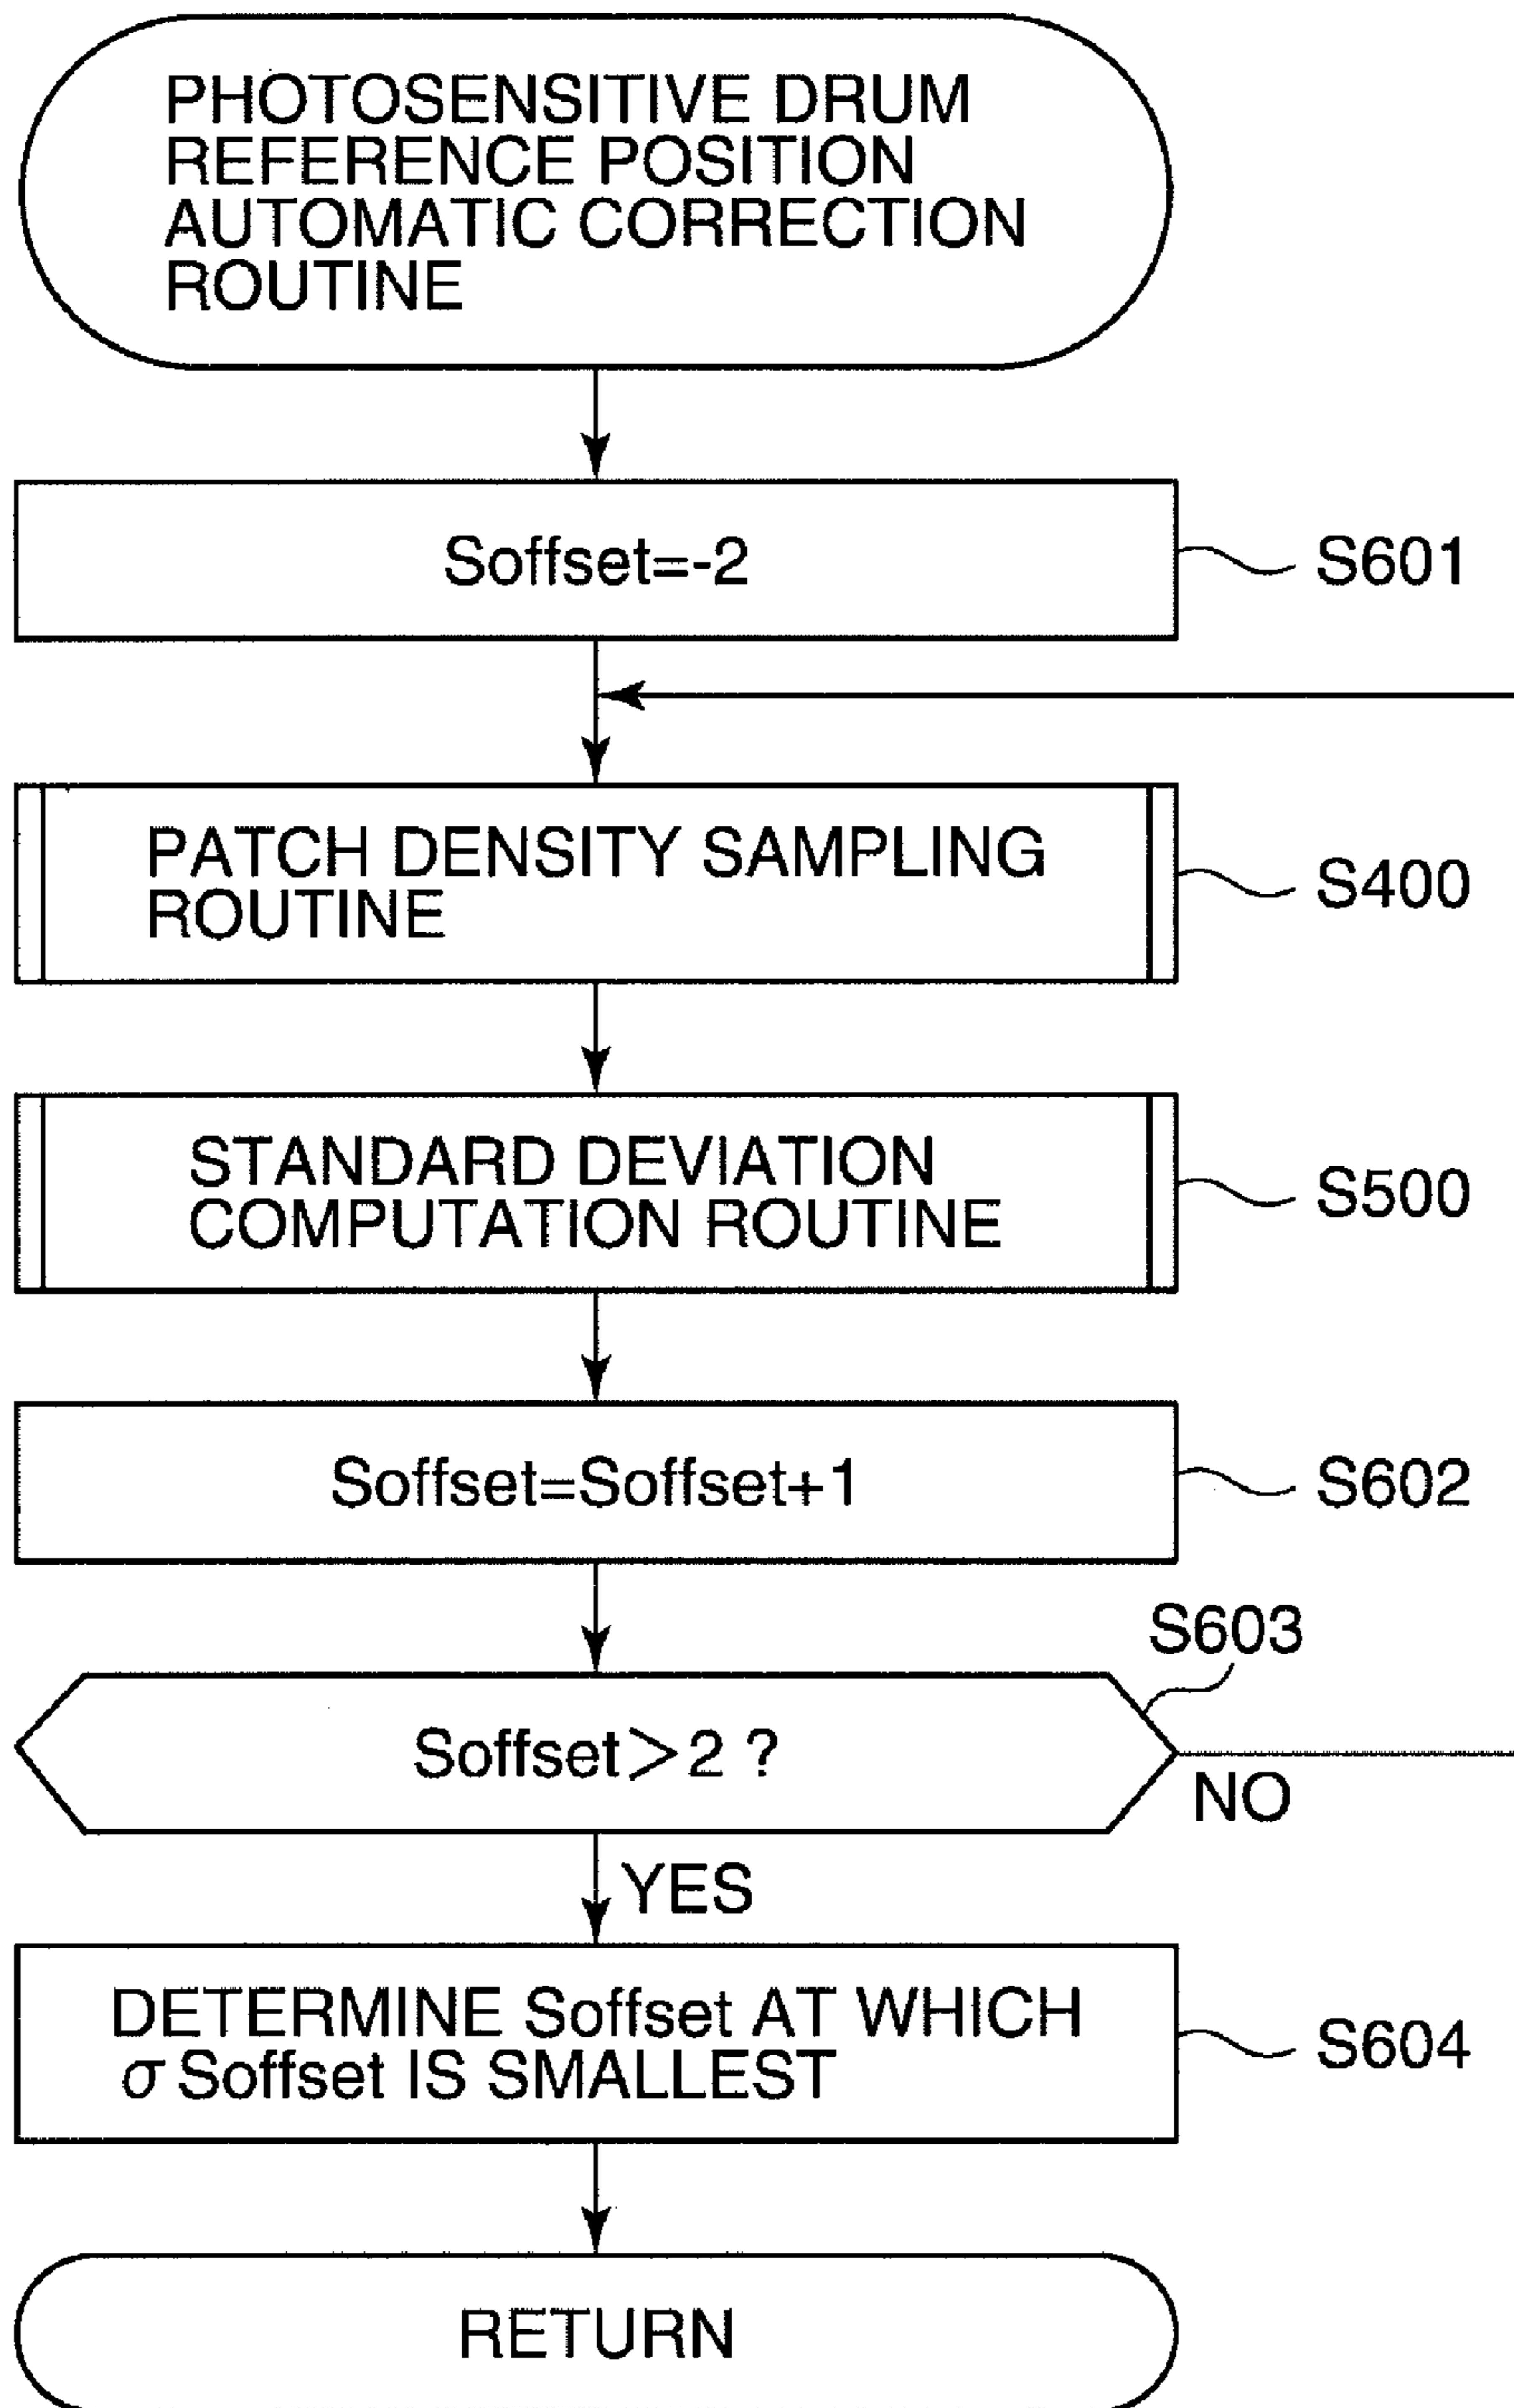 PHOTOSENSITIVE DRUM
REFERENCE POSITION
AUTOMATIC CORRECTION
ROUTINE
Soffset=-2
S601
PATCH DENSITY SAMPLING
ROUTINE
S400
STANDARD DEVIATION
COMPUTATION ROUTINE
S500
Soffset=Soffset+1
S602
S603
Soffset>2 ?
NO
YES
DETERMINE Soffset AT WHICH
σ Soffset IS SMALLEST
S604
RETURN